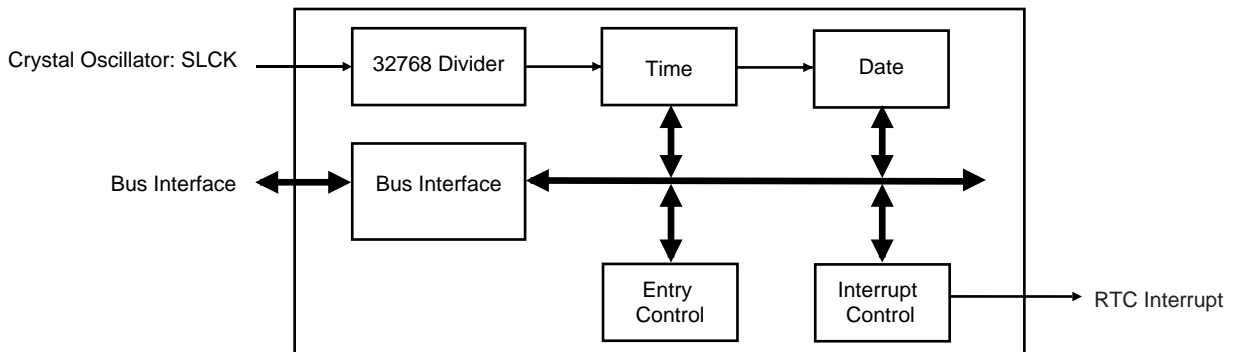 Crystal Oscillator: SLCK
32768 Divider
Time
Date
Bus Interface
Bus Interface
Entry
Control
Interrupt
Control
RTC Interrupt